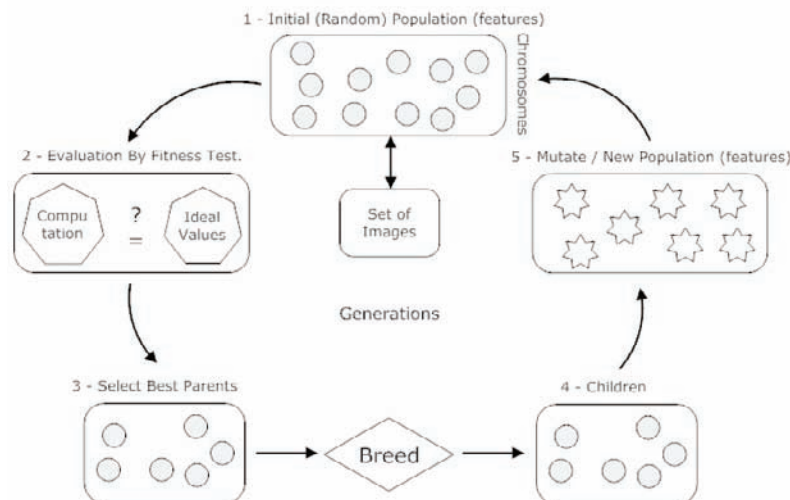 1 - Initial (Random) Population (features)
Chromosomes
2 - Evaluation By Fitness Test.
Compu
tation
?
=
Ideal
Values
Set of
Images
5 - Mutate / New Population (features)
Generations
3 - Select Best Parents
Breed
4 - Children